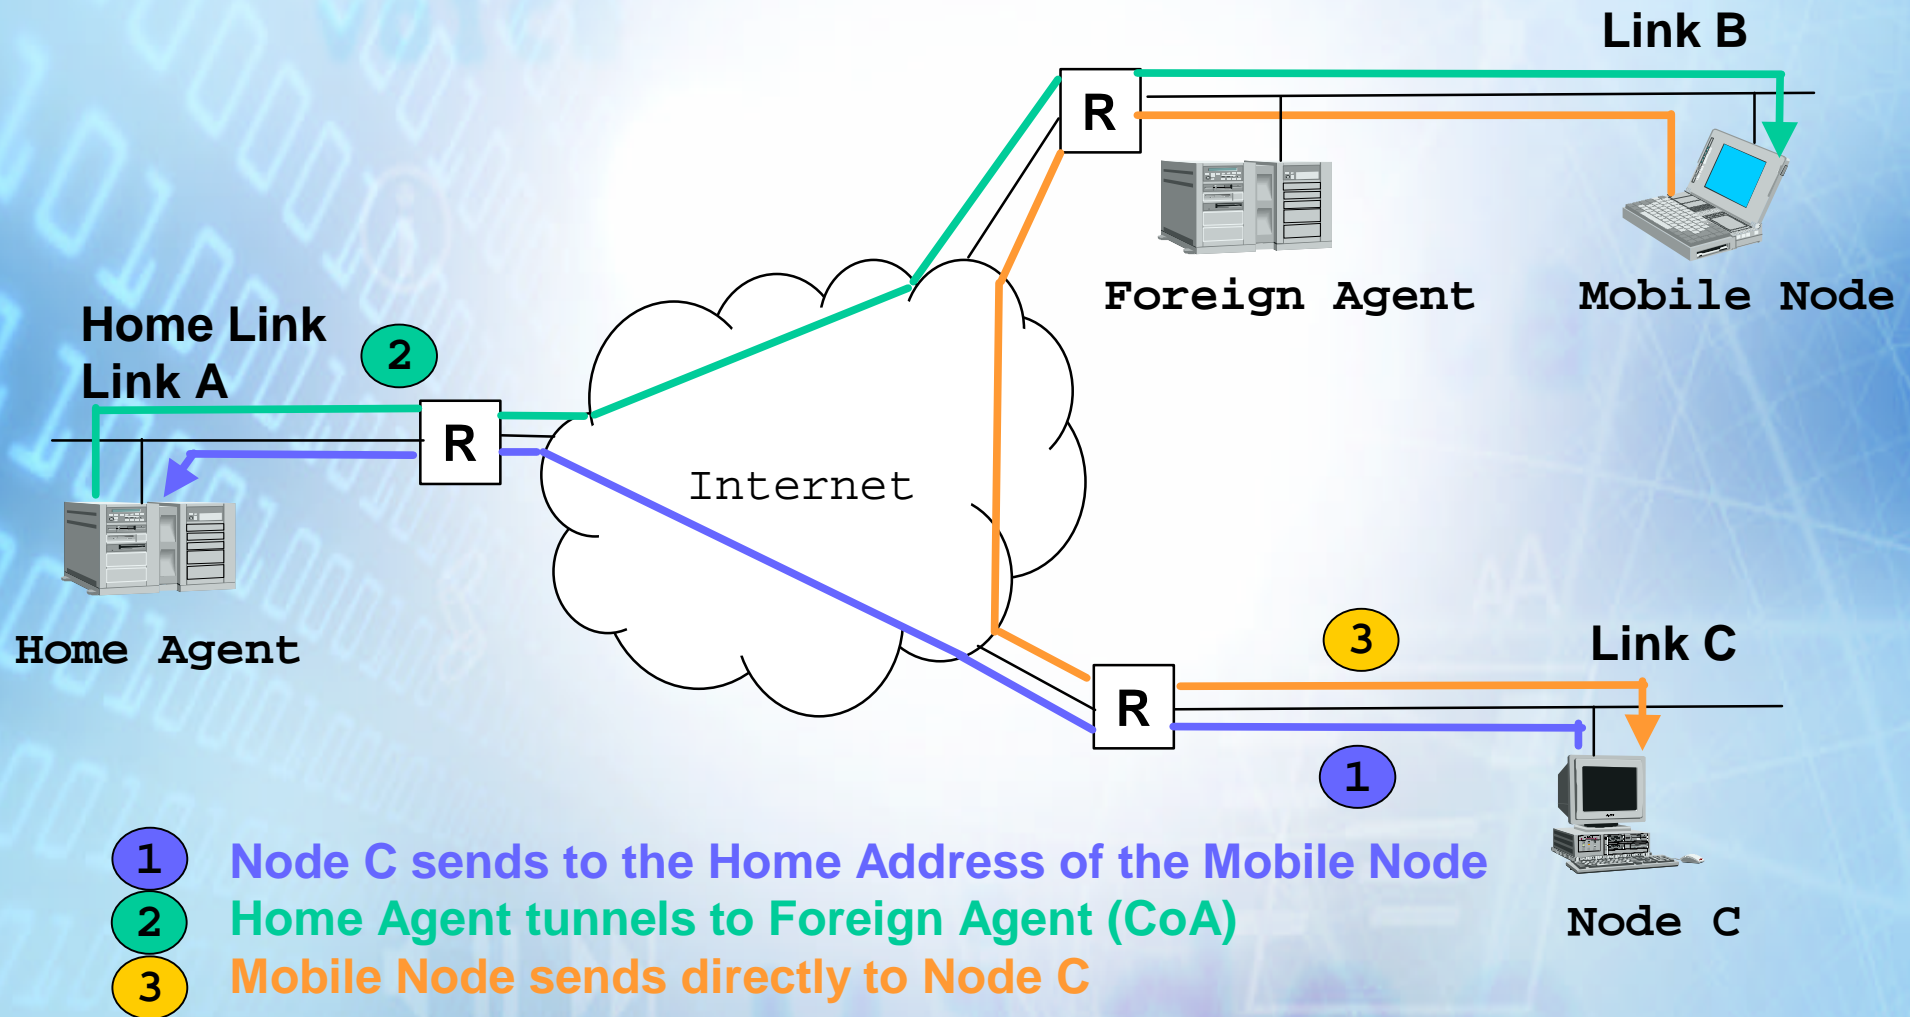 Link B
R
Foreign Agent
Mobile Node
Home Link
Link A
2
R
Internet
Home Agent
3
Link C
R
1
Node C
1 Node C sends to the Home Address of the Mobile Node
2 Home Agent tunnels to Foreign Agent (CoA)
3 Mobile Node sends directly to Node C